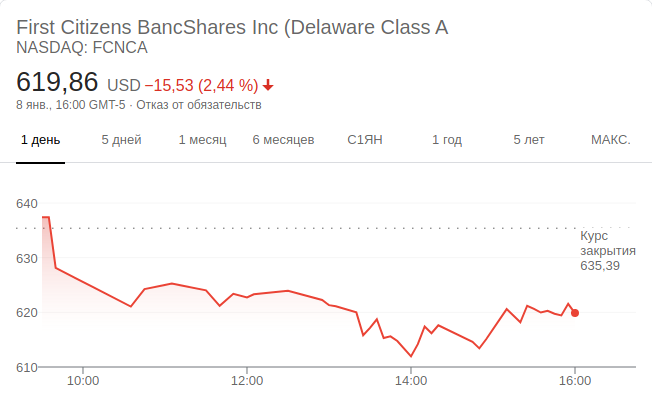 First Citizens BancShares Inc (Delaware Class A
NASDAQ: FCNCA
619,86 USD −15,53 (2,44 %)
8 янв., 16:00 GMT-5 · Отказ от обязательств
1 день 5 дней 1 месяц 6 месяцев С1ЯН 1 год 5 лет МАКС.
640
Курс
закрытия
635,39
630
620
610
10:00 12:00 14:00 16:00